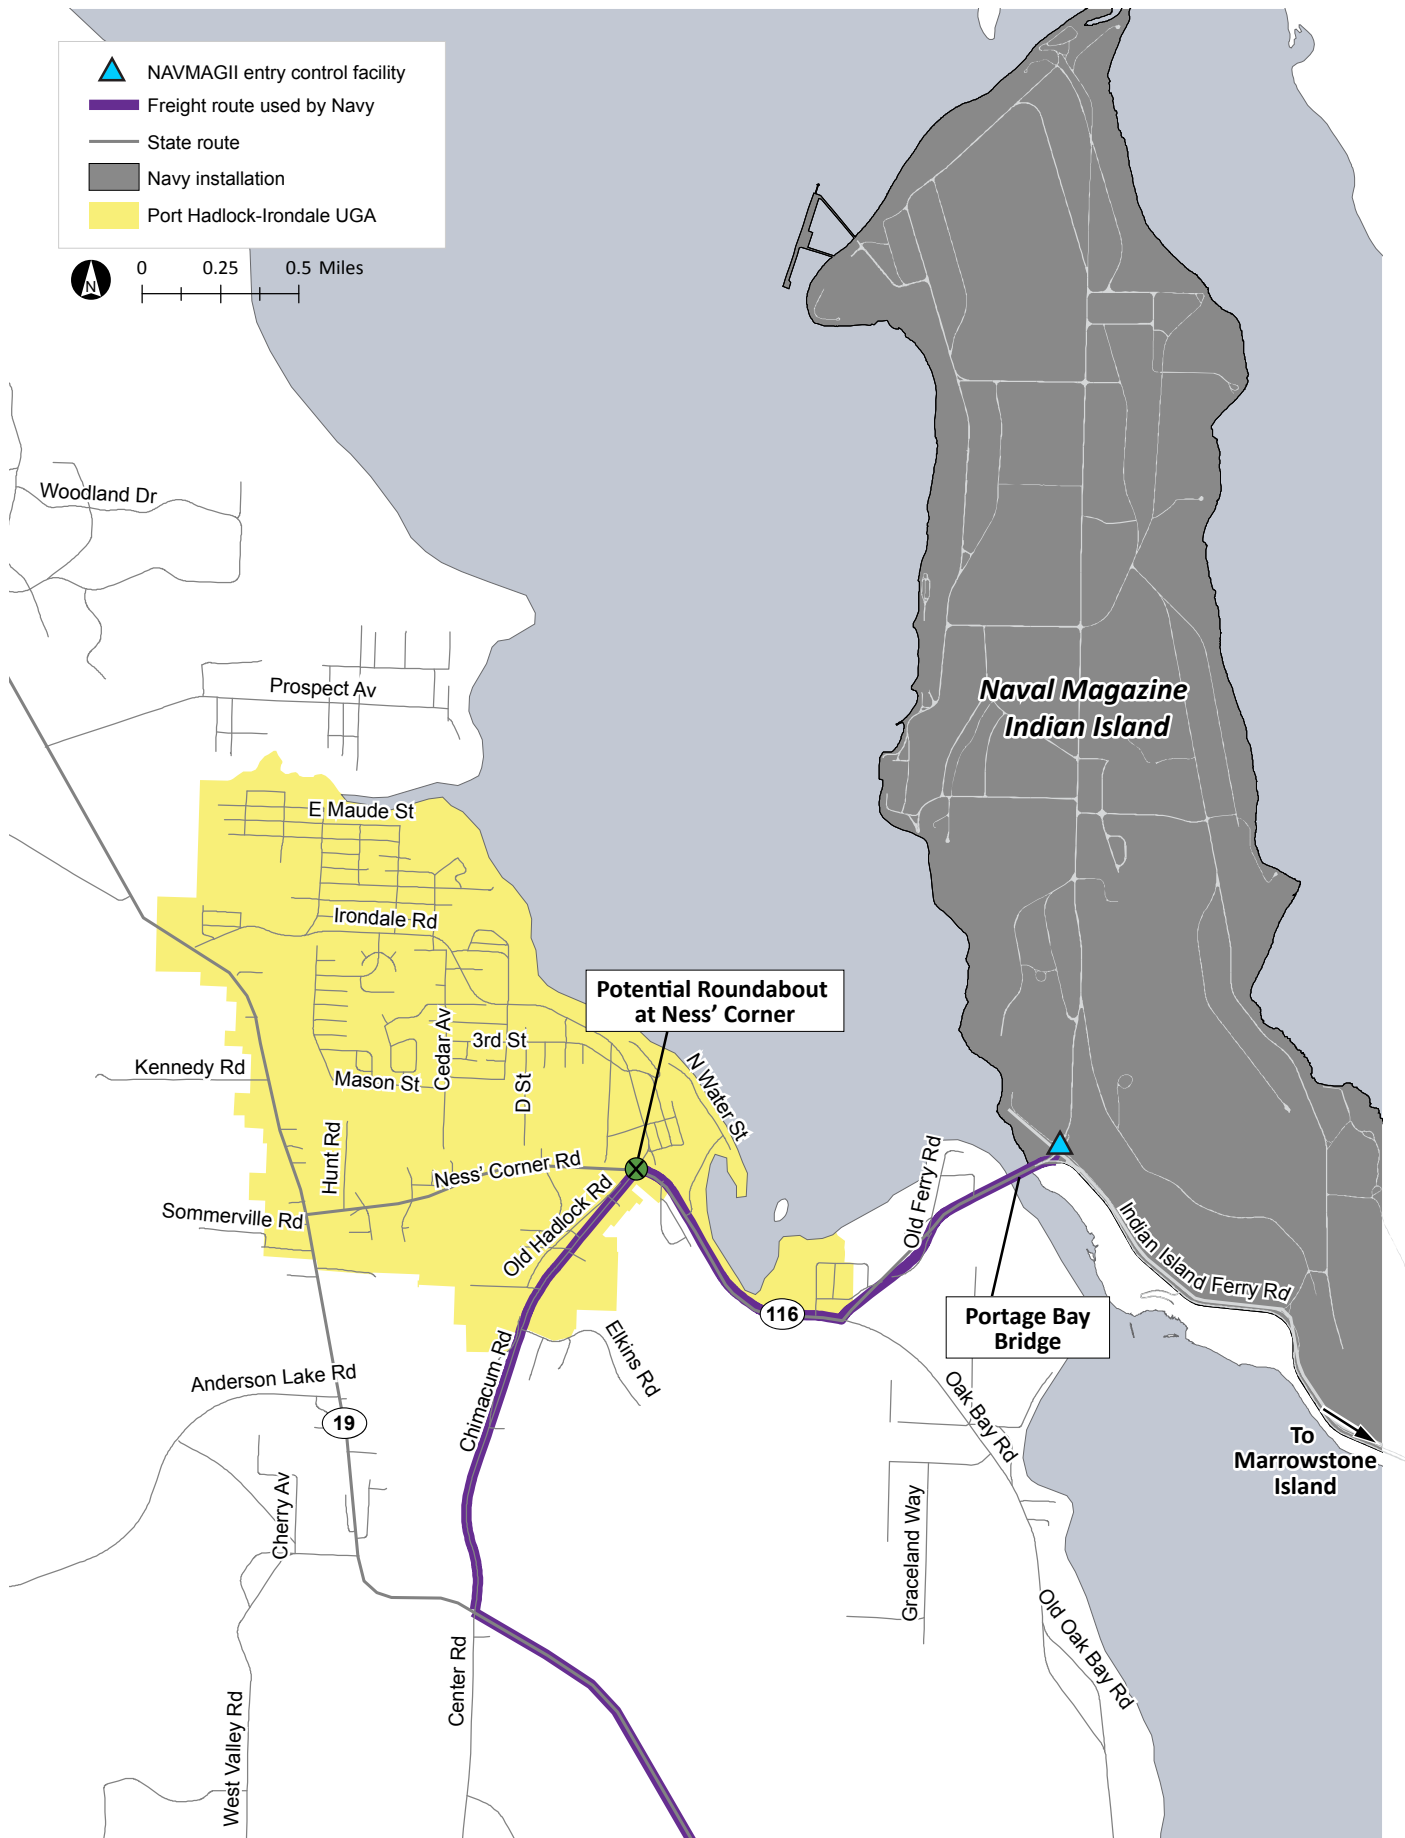 NAVMAGII entry control facility
Freight route used by Navy
State route
Navy installation
Port Hadlock-Irondale UGA
N
0 0.25 0.5 Miles
Woodland Dr
Prospect Av
Naval Magazine
Indian Island
E Maude St
Irondale Rd
Potential Roundabout
at Ness' Corner
Cedar Av
3rd St
Kennedy Rd
Mason St
D St
N Water St
Hunt Rd
Ness' Corner Rd
Old Ferry Rd
Sommerville Rd
Old Hadlock Rd
Indian Island Ferry Rd
116
Portage Bay
Bridge
Elkins Rd
Chimacum Rd
Anderson Lake Rd
19
Oak Bay Rd
To
Marrowstone
Island
Cherry Av
Graceland Way
Old Oak Bay Rd
Center Rd
West Valley Rd